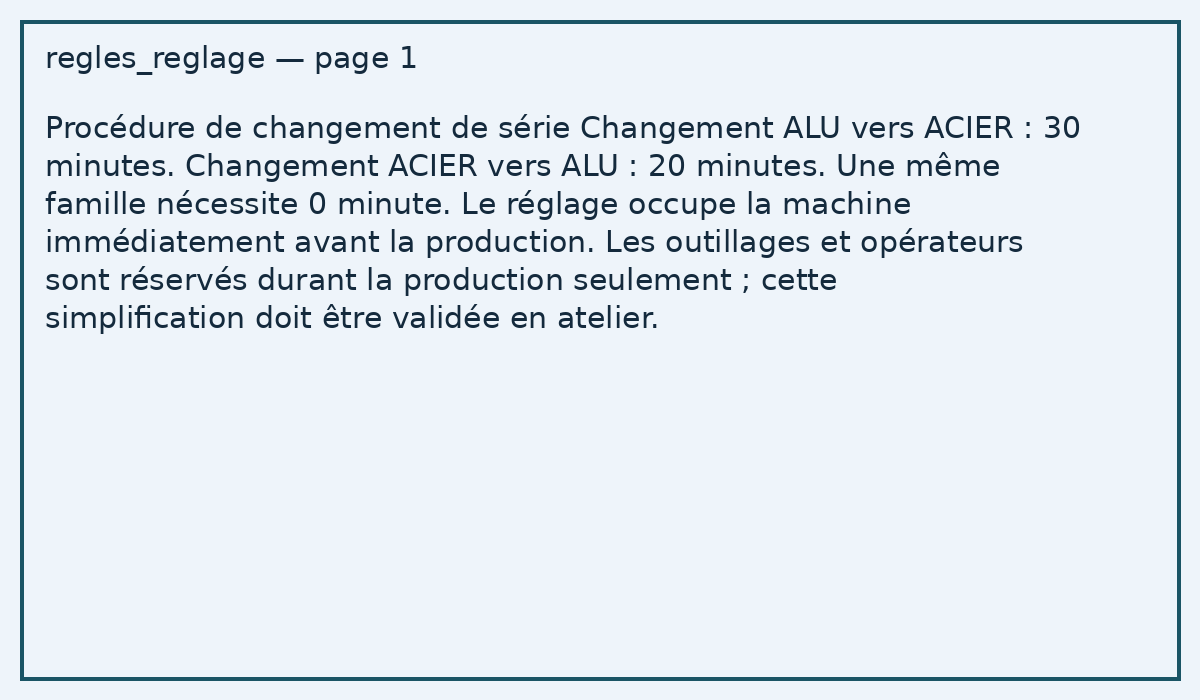 regles_reglage — page 1
Procédure de changement de série Changement ALU vers ACIER : 30
minutes. Changement ACIER vers ALU : 20 minutes. Une même
famille nécessite 0 minute. Le réglage occupe la machine
immédiatement avant la production. Les outillages et opérateurs
sont réservés durant la production seulement ; cette
simplification doit être validée en atelier.